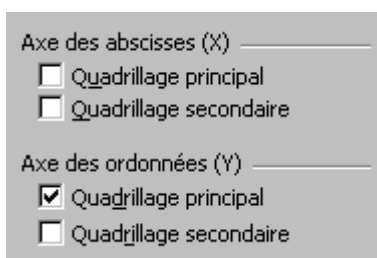 Axe des abscisses (X)
Quadrillage principal
Quadrillage secondaire
Axe des ordonnées (Y)
Quadrillage principal
Quadrillage secondaire